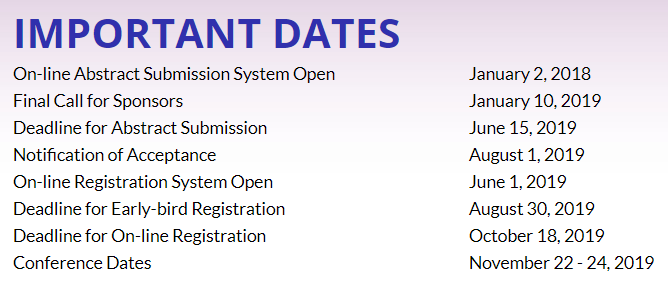 IMPORTANT DATES
On-line Abstract Submission System Open January 2, 2018
Final Call for Sponsors January 10, 2019
Deadline for Abstract Submission June 15, 2019
Notification of Acceptance August 1, 2019
On-line Registration System Open June 1, 2019
Deadline for Early-bird Registration August 30, 2019
Deadline for On-line Registration October 18, 2019
Conference Dates November 22 - 24, 2019